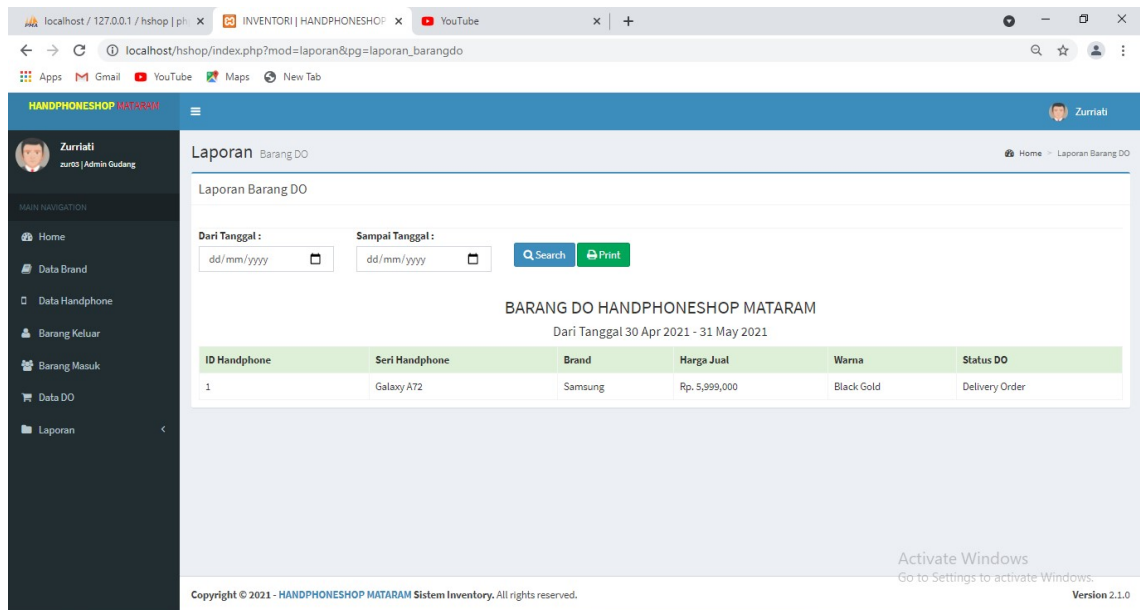 localhost / 127.0.0.1 / hshop | ph
INVENTORI | HANDPHONESHOP
YouTube
localhost/hshop/index.php?mod=laporan&pg=laporan_barangdo
Apps Gmail YouTube Maps New Tab
HANDPHONESHOP MATARAM
Zurriati
Zurriati
zur03 | Admin Gudang
Laporan Barang DO
Home > Laporan Barang DO
MAIN NAVIGATION
Home
Data Brand
Data Handphone
Barang Keluar
Barang Masuk
Data DO
Laporan
Laporan Barang DO
Dari Tanggal :
Sampai Tanggal :
dd/mm/yyyy
dd/mm/yyyy
Search
Print
BARANG DO HANDPHONESHOP MATARAM
Dari Tanggal 30 Apr 2021 - 31 May 2021
ID Handphone Seri Handphone Brand Harga Jual Warna Status DO
1 Galaxy A72 Samsung Rp. 5,999,000 Black Gold Delivery Order
Activate Windows
Go to Settings to activate Windows.
Copyright © 2021 - HANDPHONESHOP MATARAM Sistem Inventory. All rights reserved.
Version 2.1.0